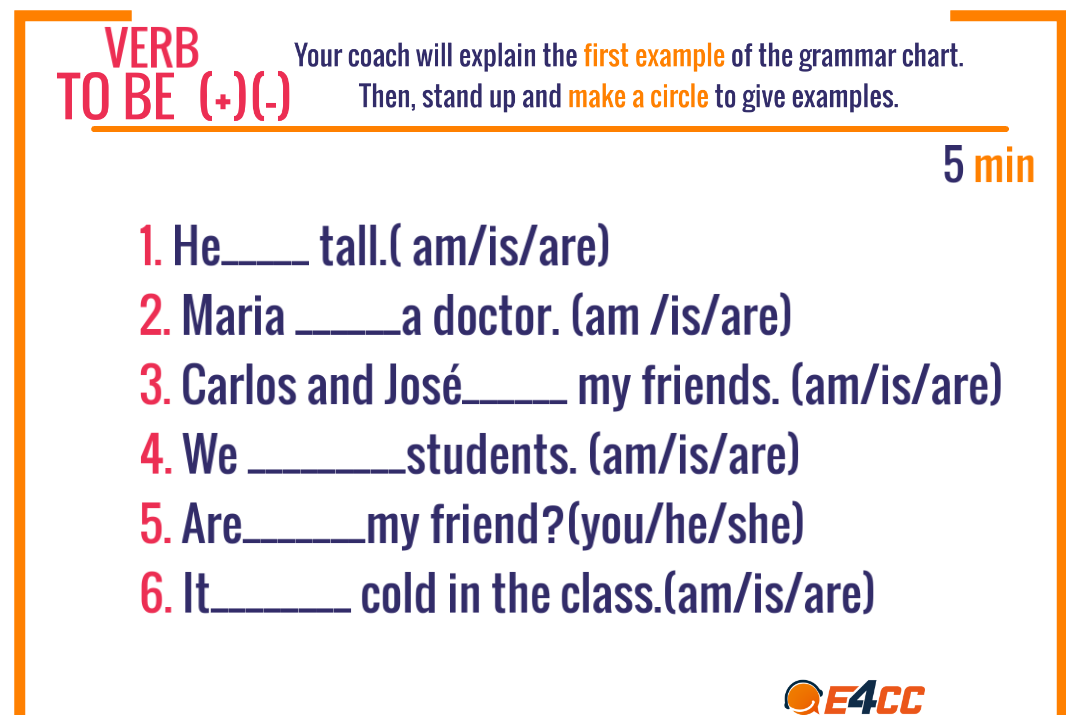 VERB
TO BE (+)(-)
Your coach will explain the first example of the grammar chart.
Then, stand up and make a circle to give examples.
5 min
1. He_____ tall.( am/is/are)
2. Maria ______a doctor. (am /is/are)
3. Carlos and José______ my friends. (am/is/are)
4. We _________students. (am/is/are)
5. Are_______my friend?(you/he/she)
6. It________ cold in the class.(am/is/are)
E4CC